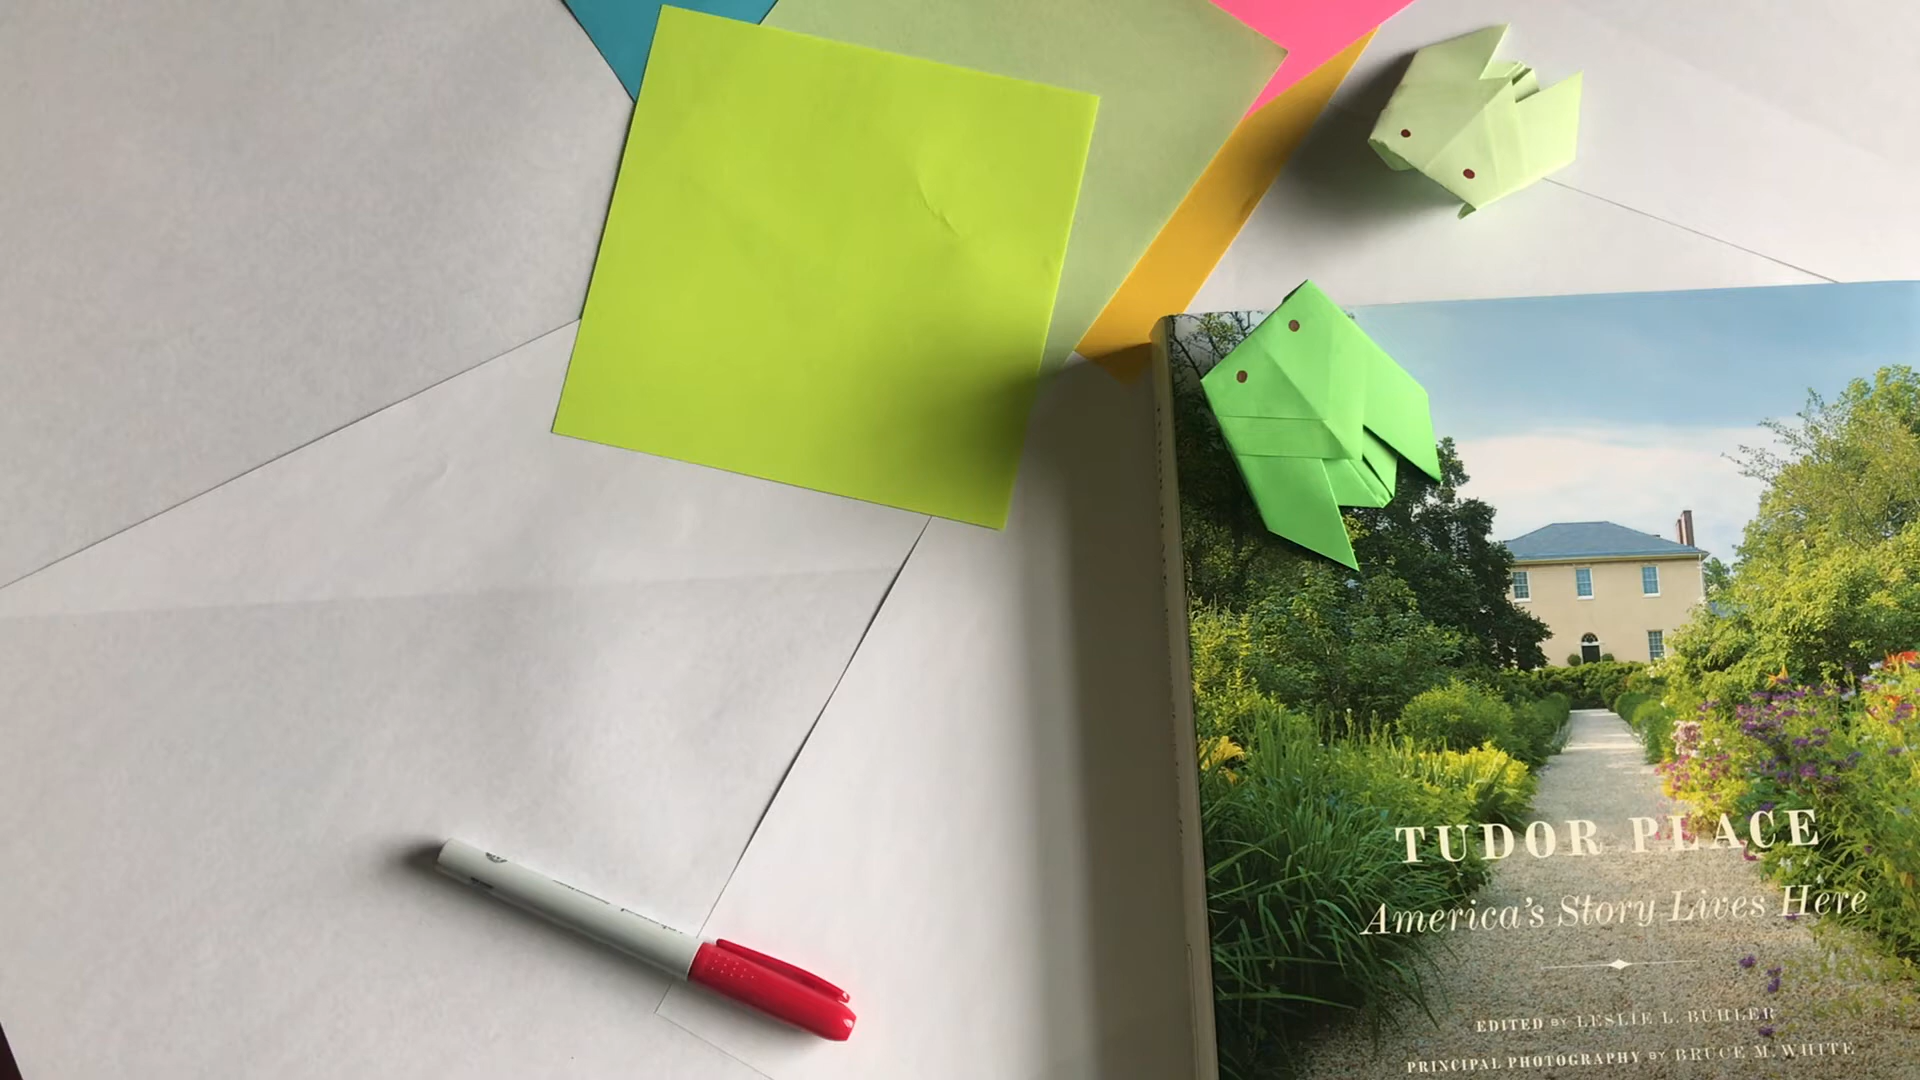 TUDOR PLACE
America's Story Lives Here
EDITED BY LESLIE L. BUHLER
PRINCIPAL PHOTOGRAPHY BY BRUCE M. WHITE